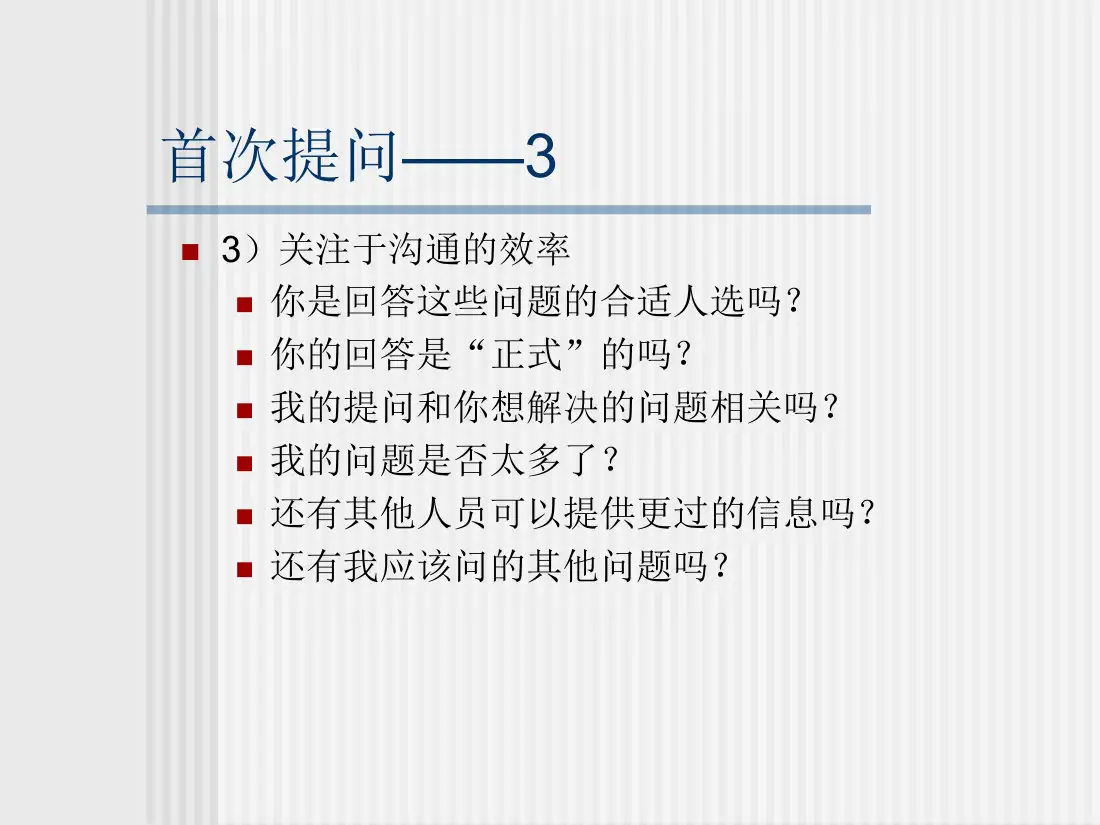 首次提问——3
3）关注于沟通的效率
你是回答这些问题的合适人选吗？
你的回答是“正式”的吗？
我的提问和你想解决的问题相关吗？
我的问题是否太多了？
还有其他人员可以提供更过的信息吗？
还有我应该问的其他问题吗？